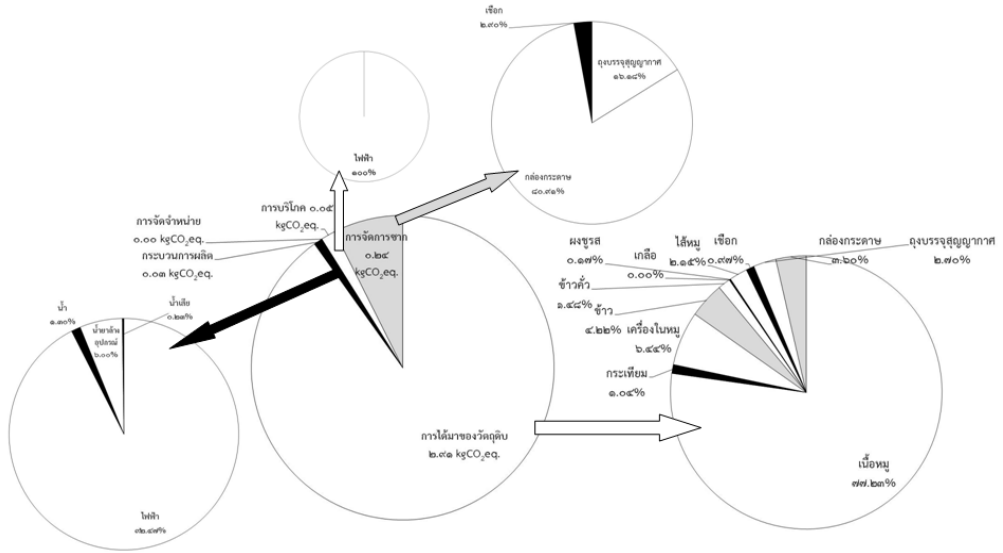 เชือก
๒.๙๐%
ถุงบรรจุสุญญากาศ
๑๖.๑๘%
กล่องกระดาษ
๘๐.๙๑%
ไฟฟ้า
๑๐๐%
การบริโภค ๐.๐๕
kgCO₂eq.
การจัดจำหน่าย
๐.๐๐ kgCO₂eq.
กระบวนการผลิต
๐.๐๓ kgCO₂eq.
การจัดการซาก
๐.๒๔
kgCO₂eq.
การได้มาของวัตถุดิบ
๒.๙๑ kgCO₂eq.
น้ำ
๑.๓๐%
น้ำยาล้าง
อุปกรณ์
๖.๐๐%
น้ำเสีย
๐.๒๓%
ไฟฟ้า
๙๒.๔๗%
ผงชูรส
๐.๑๗%
เกลือ
๐.๐๐%
ไส้หมู
๒.๑๕%
เชือก
๐.๙๗%
กล่องกระดาษ
๓.๖๐%
ถุงบรรจุสุญญากาศ
๒.๗๐%
ข้าวคั่ว
๑.๔๘%
ข้าว
๔.๒๒%
เครื่องในหมู
๖.๔๕%
กระเทียม
๑.๐๔%
เนื้อหมู
๗๗.๒๓%